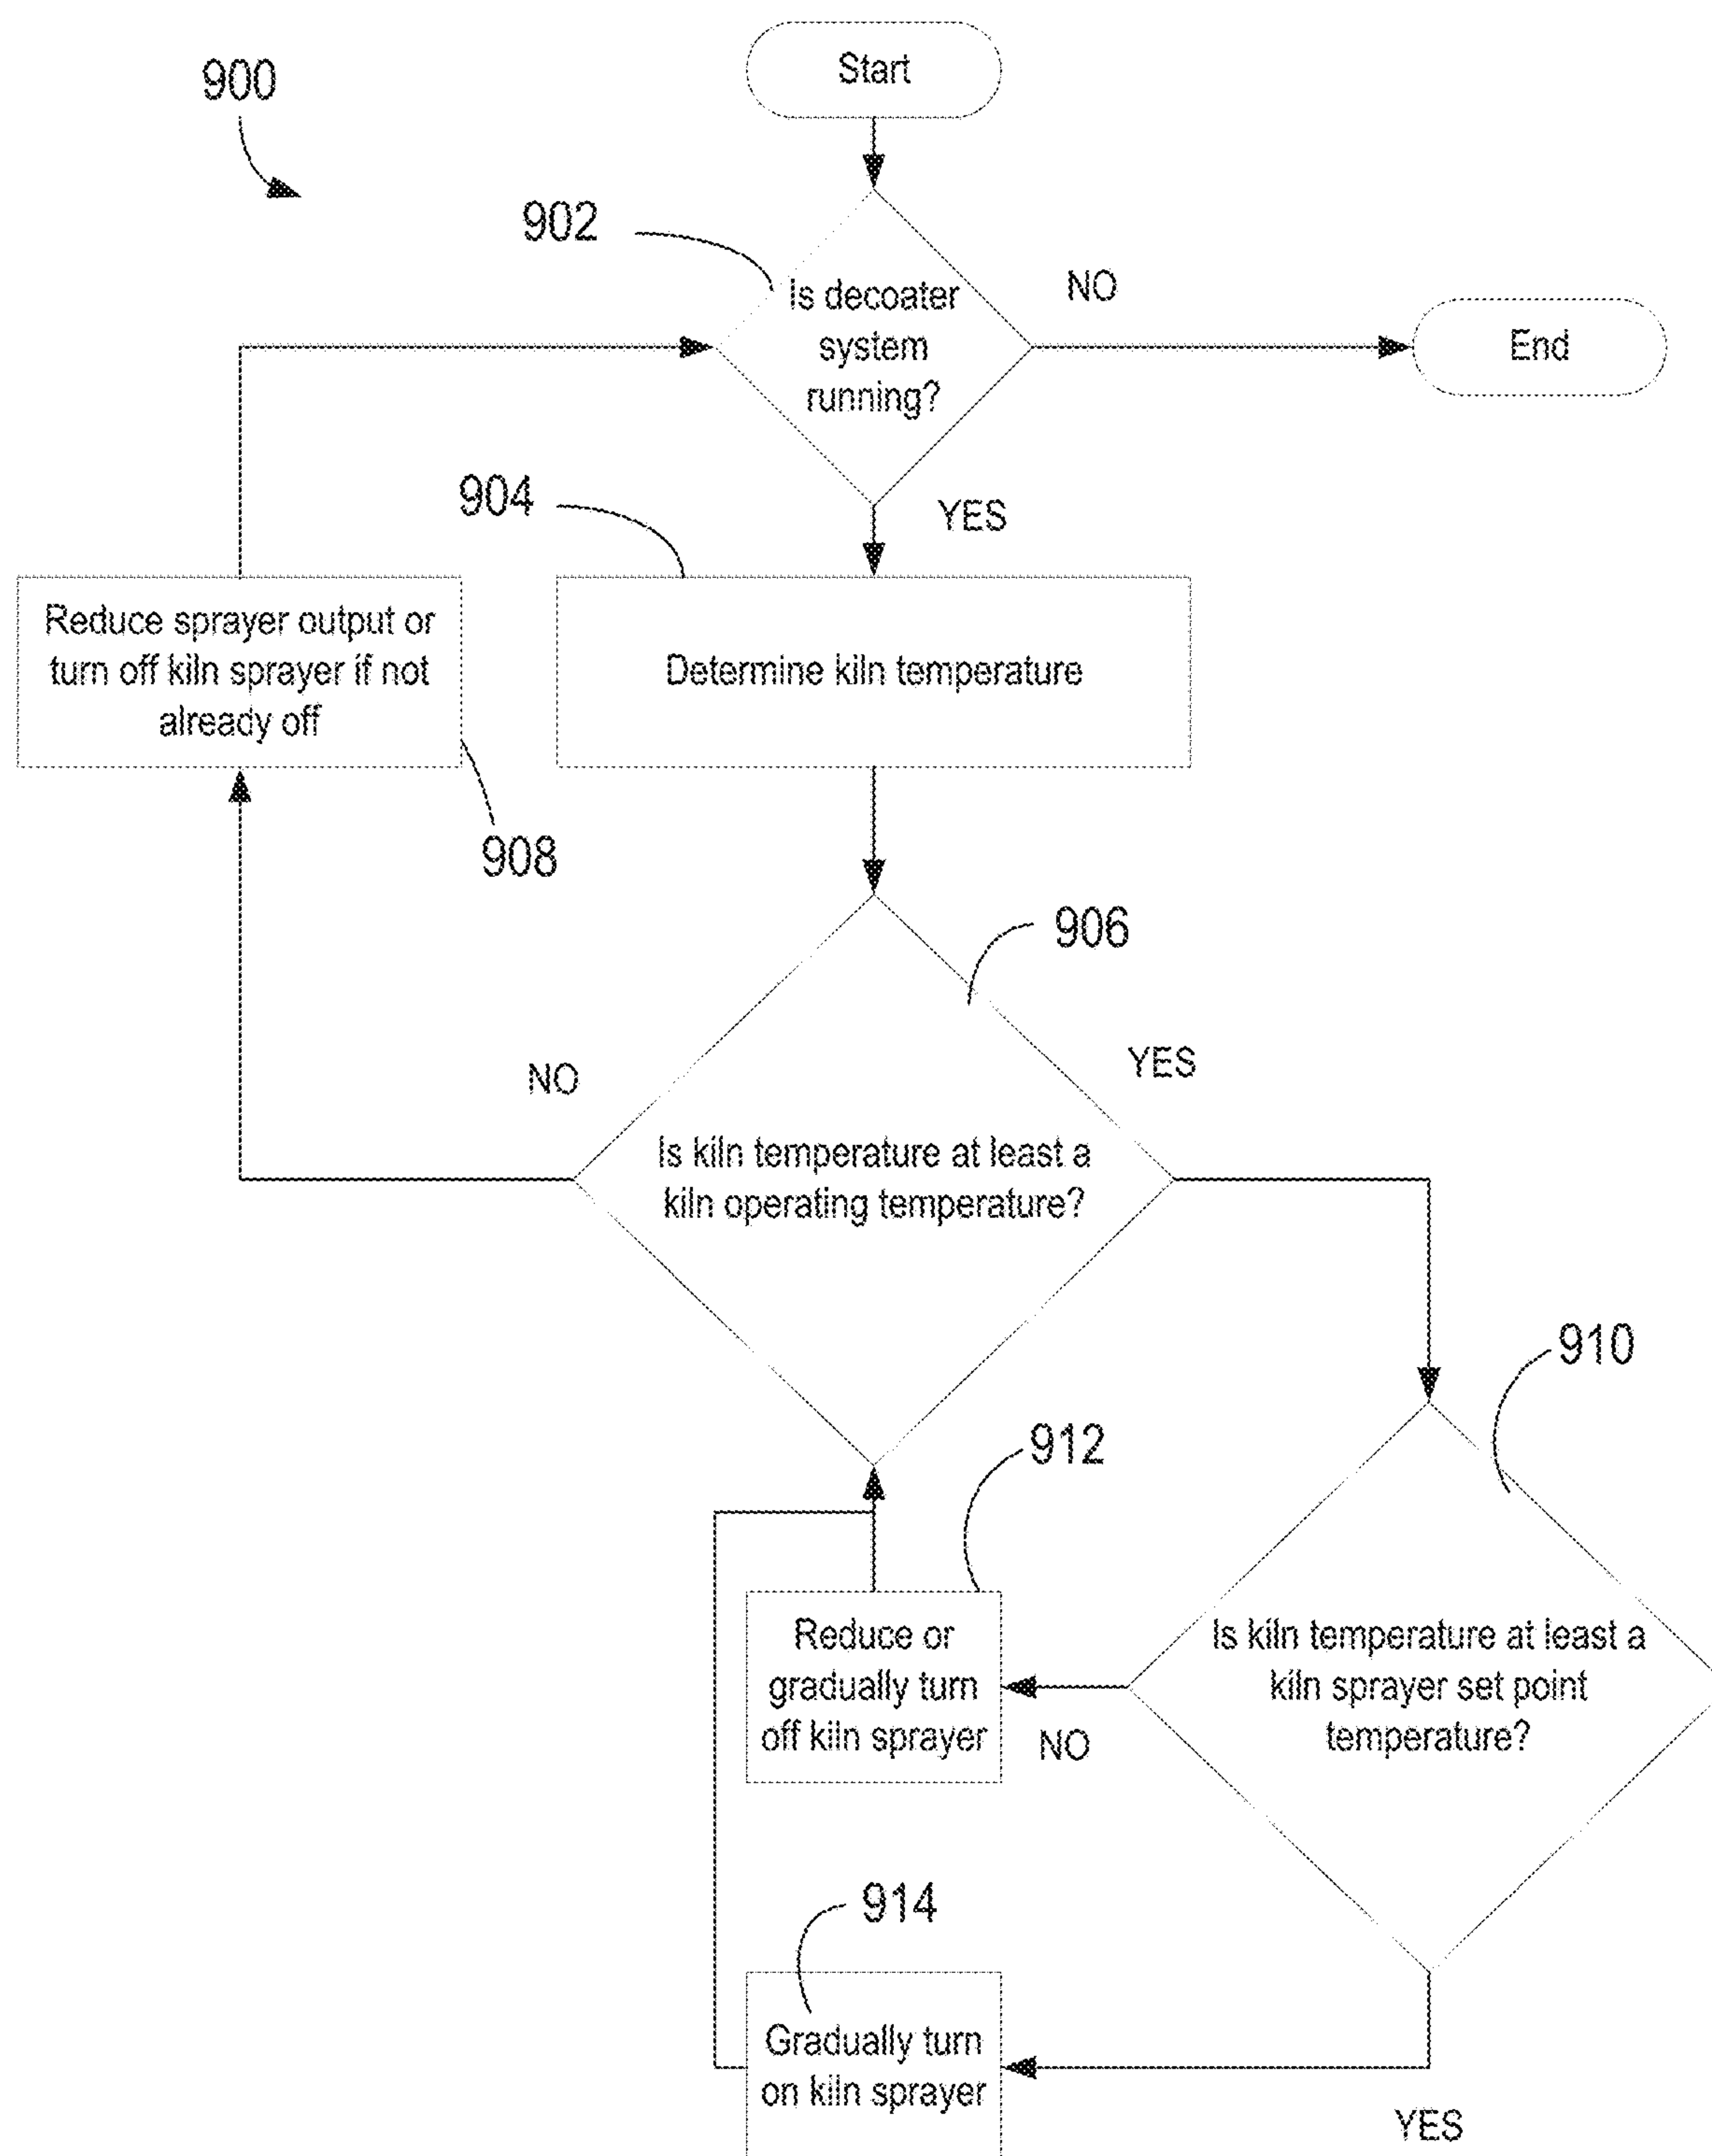 Start
900
902
Is decoater
system
running?
NO
End
904
YES
Reduce sprayer output or
turn off kiln sprayer if not
already off
Determine kiln temperature
908
906
NO
YES
Is kiln temperature at least a
kiln operating temperature?
910
912
Reduce or
gradually turn
off kiln sprayer
NO
Is kiln temperature at least a
kiln sprayer set point
temperature?
914
Gradually turn
on kiln sprayer
YES